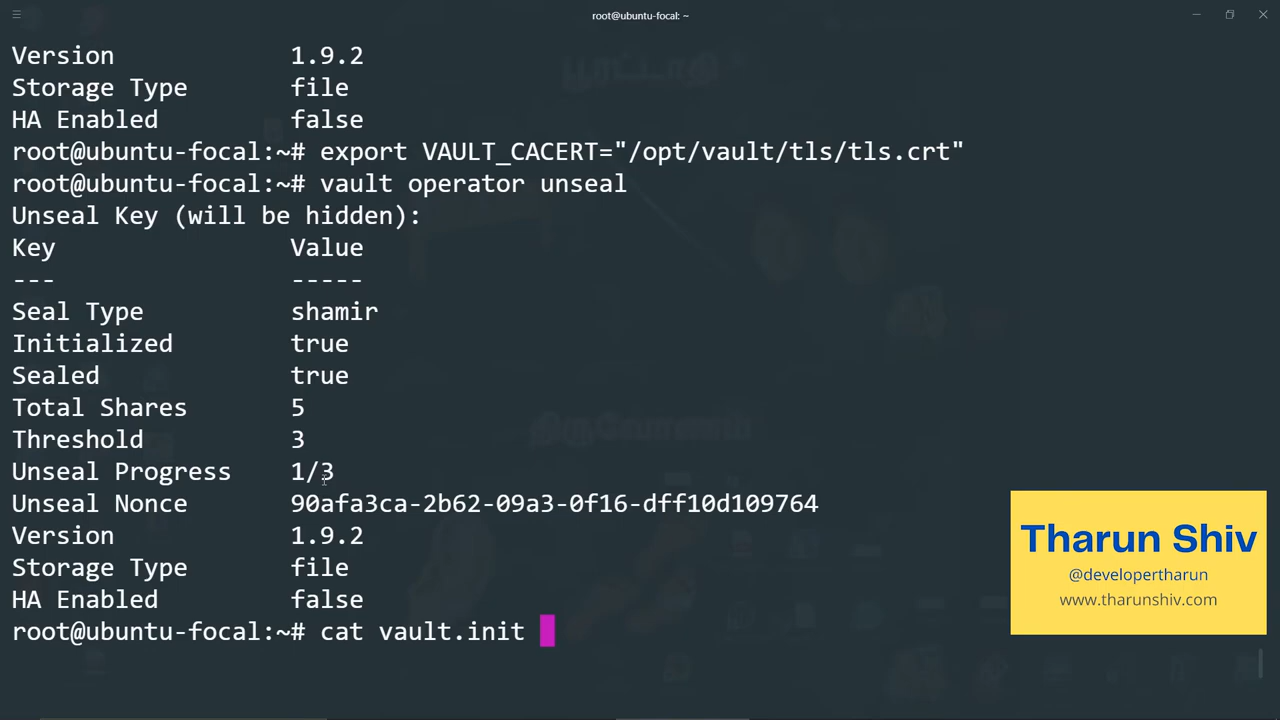 root@ubuntu-focal: ~
Version 1.9.2
Storage Type file
HA Enabled false
root@ubuntu-focal:~# export VAULT_CACERT="/opt/vault/tls/tls.crt"
root@ubuntu-focal:~# vault operator unseal
Unseal Key (will be hidden):
Key Value
--- -----
Seal Type shamir
Initialized true
Sealed true
Total Shares 5
Threshold 3
Unseal Progress 1/3
Unseal Nonce 90afa3ca-2b62-09a3-0f16-dff10d109764
Version 1.9.2
Storage Type file
HA Enabled false
root@ubuntu-focal:~# cat vault.init
Tharun Shiv
@developertharun
www.tharunshiv.com
பூரட்டாதி
திருவோணம்